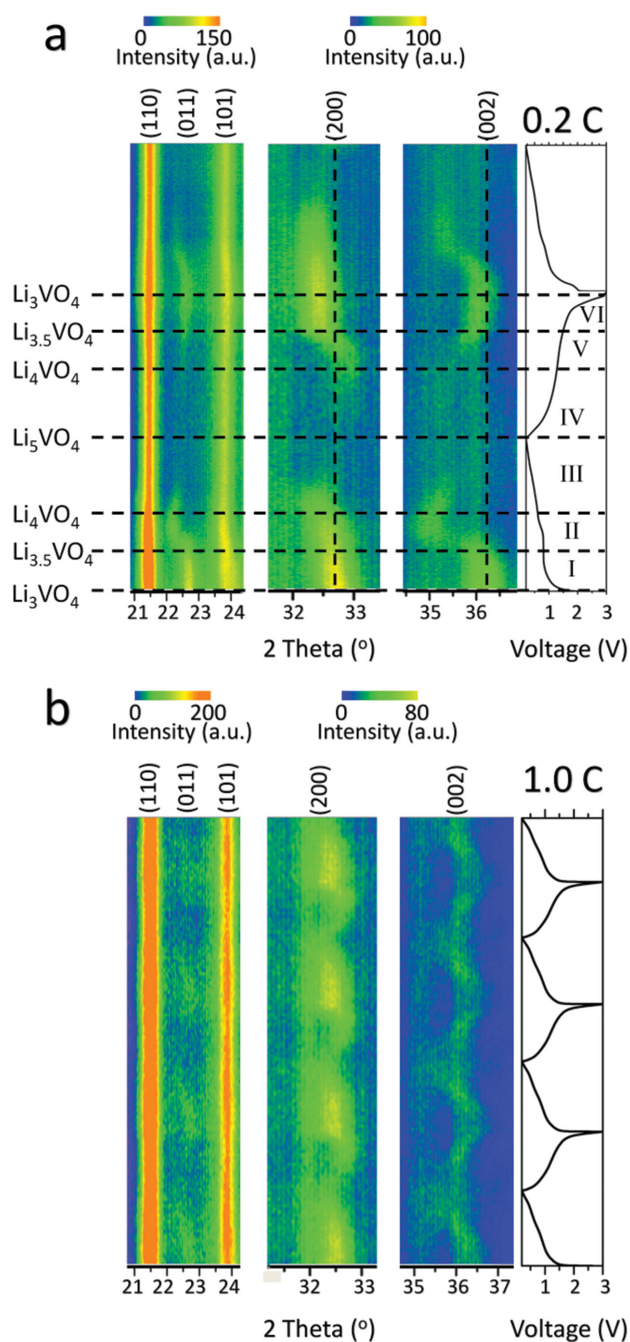 a
0 150
Intensity (a.u.)
0 100
Intensity (a.u.)
(110) (011) (101) (200) (002)
0.2 C
Li3VO4
Li3.5VO4
Li4VO4
Li5VO4
Li4VO4
Li3.5VO4
Li3VO4
VI
V
IV
III
II
I
21 22 23 24 32 33 35 36 1 2 3
2 Theta (o) Voltage (V)
b
0 200
Intensity (a.u.)
0 80
Intensity (a.u.)
(110) (011) (101) (200) (002)
1.0 C
21 22 23 24 32 33 35 36 37 1 2 3
2 Theta (o) Voltage (V)